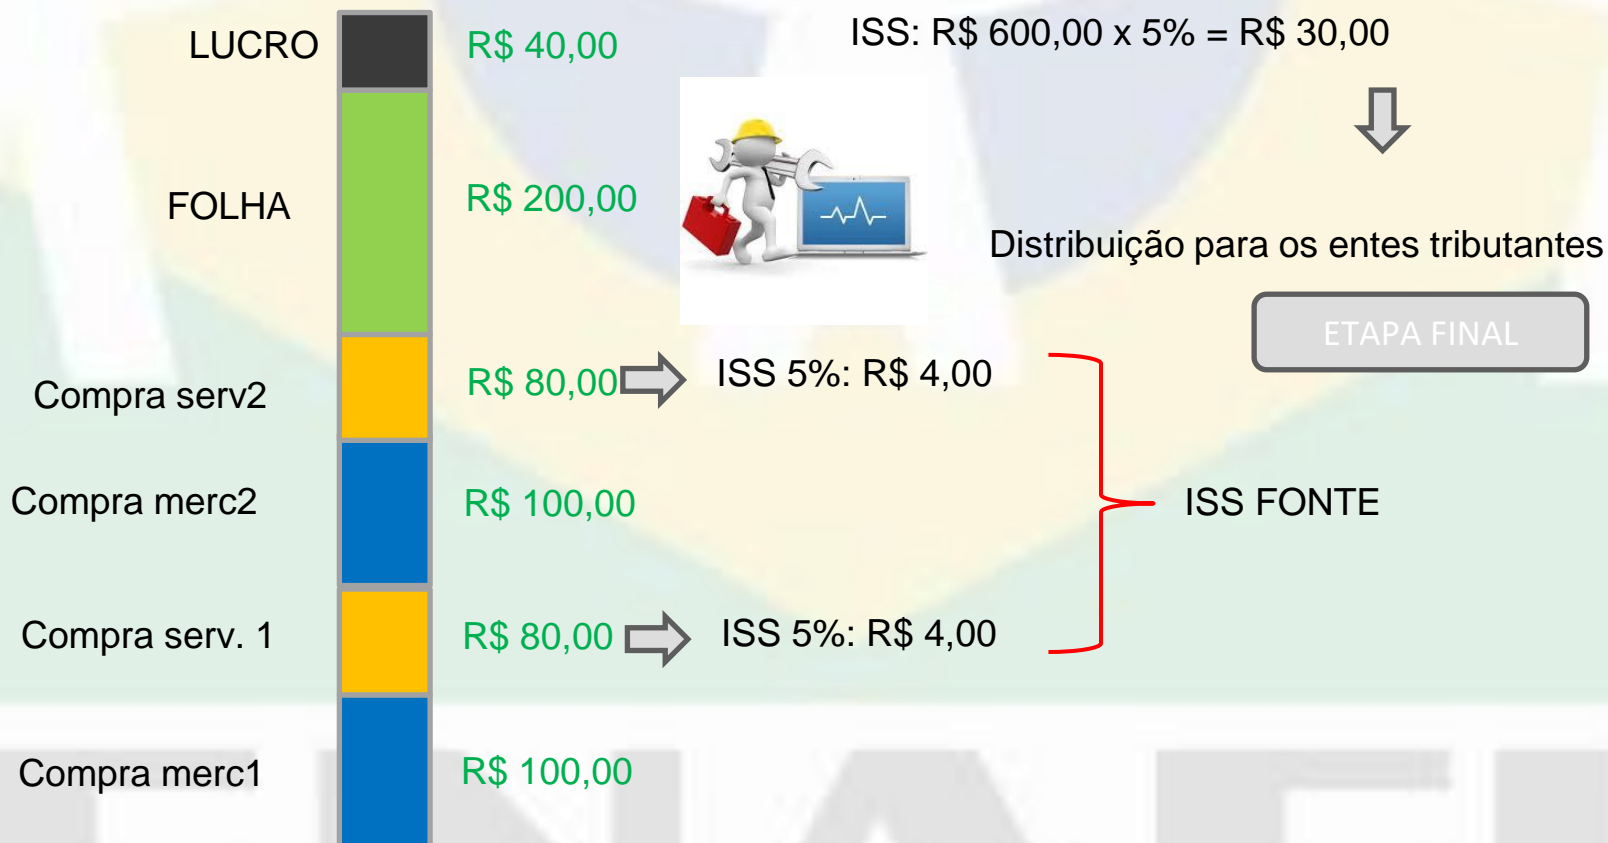 LUCRO R$ 40,00 ISS: R$ 600,00 x 5% = R$ 30,00
FOLHA R$ 200,00
Distribuição para os entes tributantes
ETAPA FINAL
Compra serv2 R$ 80,00 ISS 5%: R$ 4,00
Compra merc2 R$ 100,00 ISS FONTE
Compra serv. 1 R$ 80,00 ISS 5%: R$ 4,00
Compra merc1 R$ 100,00